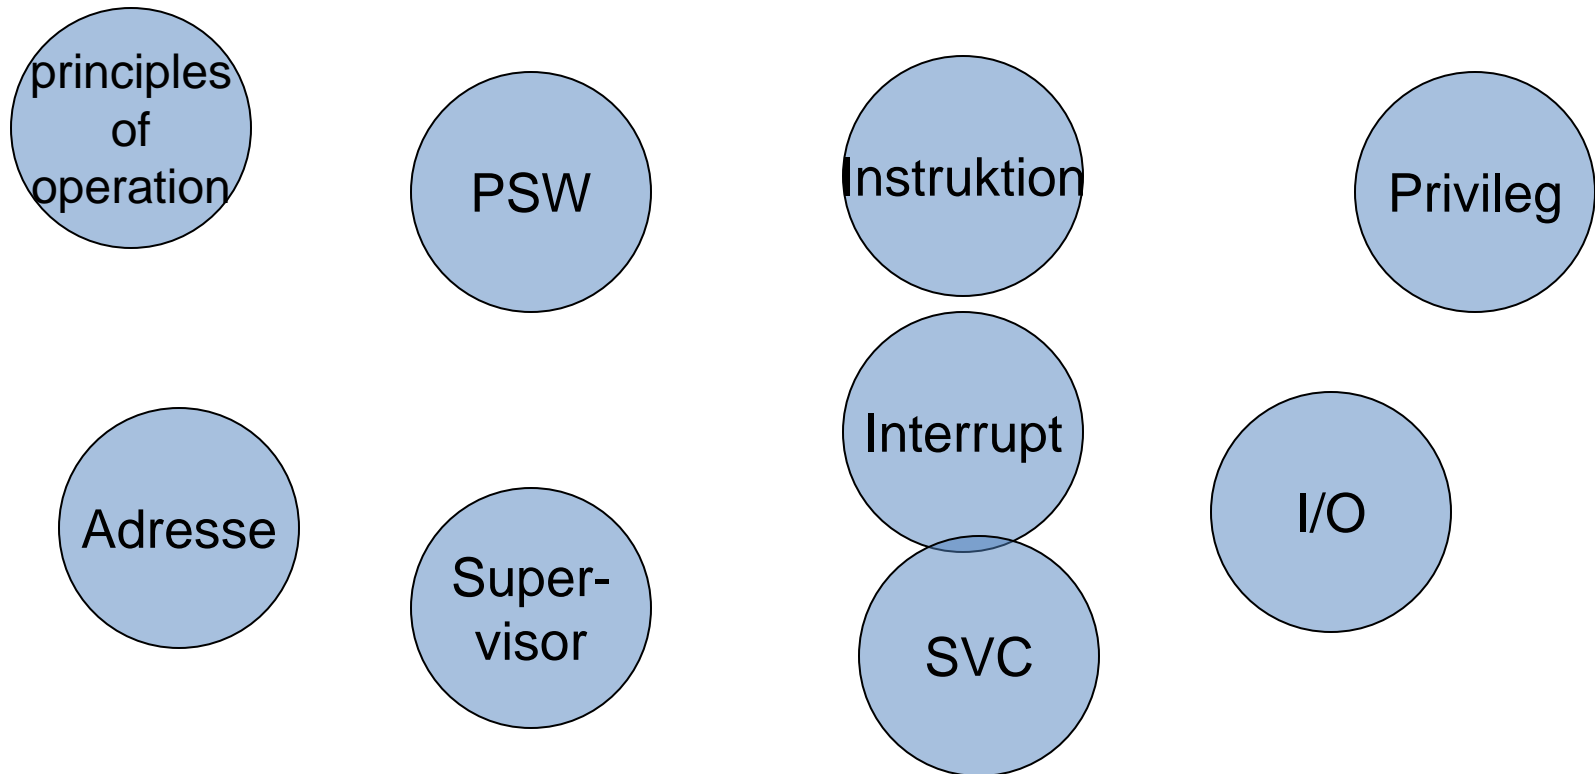 principles
of
operation
PSW
Instruktion
Privileg
Interrupt
I/O
Adresse
Super-
visor
SVC